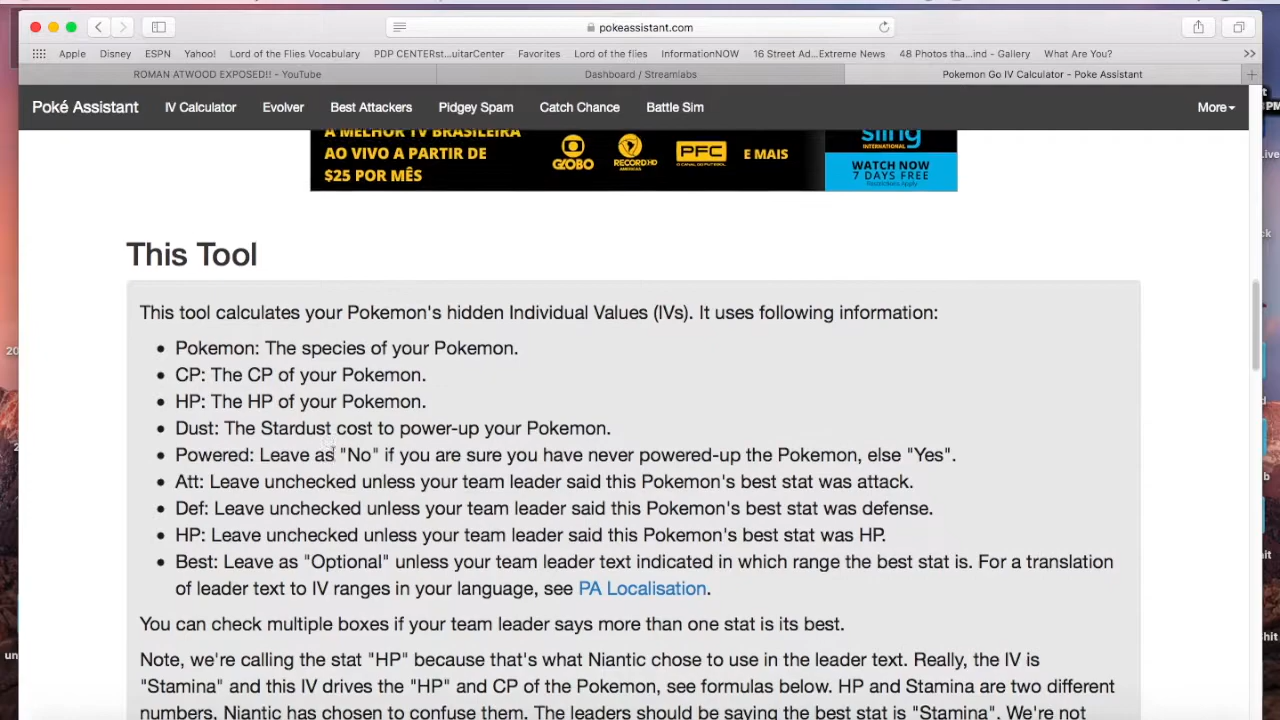 pokeassistant.com
Apple Disney ESPN Yahoo! Lord of the Flies Vocabulary PDP CENTERst...uitarCenter Favorites Lord of the flies InformationNOW 16 Street Ad...Extreme News 48 Photos tha...ind - Gallery What Are You?
ROMAN ATWOOD EXPOSED!! - YouTube Dashboard / Streamlabs Pokemon Go IV Calculator - Poke Assistant
Poké Assistant IV Calculator Evolver Best Attackers Pidgey Spam Catch Chance Battle Sim More
A MELHOR TV BRASILEIRA
AO VIVO A PARTIR DE
$25 POR MÊS
GLOBO
RECORD HD
PFC
E MAIS
sling
INTERNATIONAL
WATCH NOW
7 DAYS FREE
Restrictions Apply
This Tool
This tool calculates your Pokemon's hidden Individual Values (IVs). It uses following information:
• Pokemon: The species of your Pokemon.
• CP: The CP of your Pokemon.
• HP: The HP of your Pokemon.
• Dust: The Stardust cost to power-up your Pokemon.
• Powered: Leave as "No" if you are sure you have never powered-up the Pokemon, else "Yes".
• Att: Leave unchecked unless your team leader said this Pokemon's best stat was attack.
• Def: Leave unchecked unless your team leader said this Pokemon's best stat was defense.
• HP: Leave unchecked unless your team leader said this Pokemon's best stat was HP.
• Best: Leave as "Optional" unless your team leader text indicated in which range the best stat is. For a translation
of leader text to IV ranges in your language, see PA Localisation.
You can check multiple boxes if your team leader says more than one stat is its best.
Note, we're calling the stat "HP" because that's what Niantic chose to use in the leader text. Really, the IV is
"Stamina" and this IV drives the "HP" and CP of the Pokemon, see formulas below. HP and Stamina are two different
numbers. Niantic has chosen to confuse them. The leaders should be saying the best stat is "Stamina". We're not